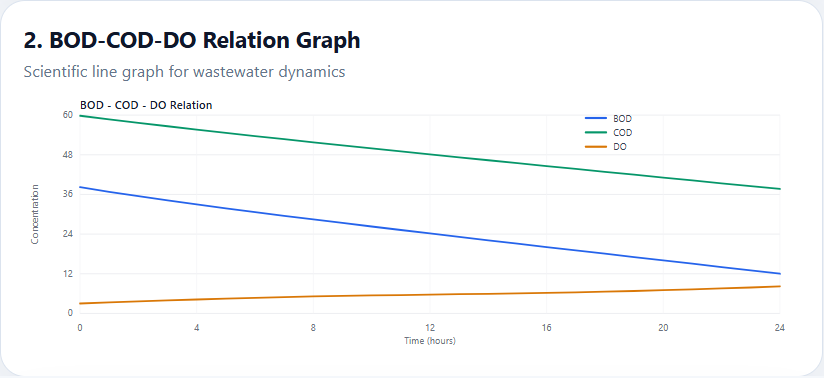 2. BOD-COD-DO Relation Graph
Scientific line graph for wastewater dynamics
BOD - COD - DO Relation
BOD
COD
DO
Concentration
60
48
36
24
12
0
0 4 8 12 16 20 24
Time (hours)